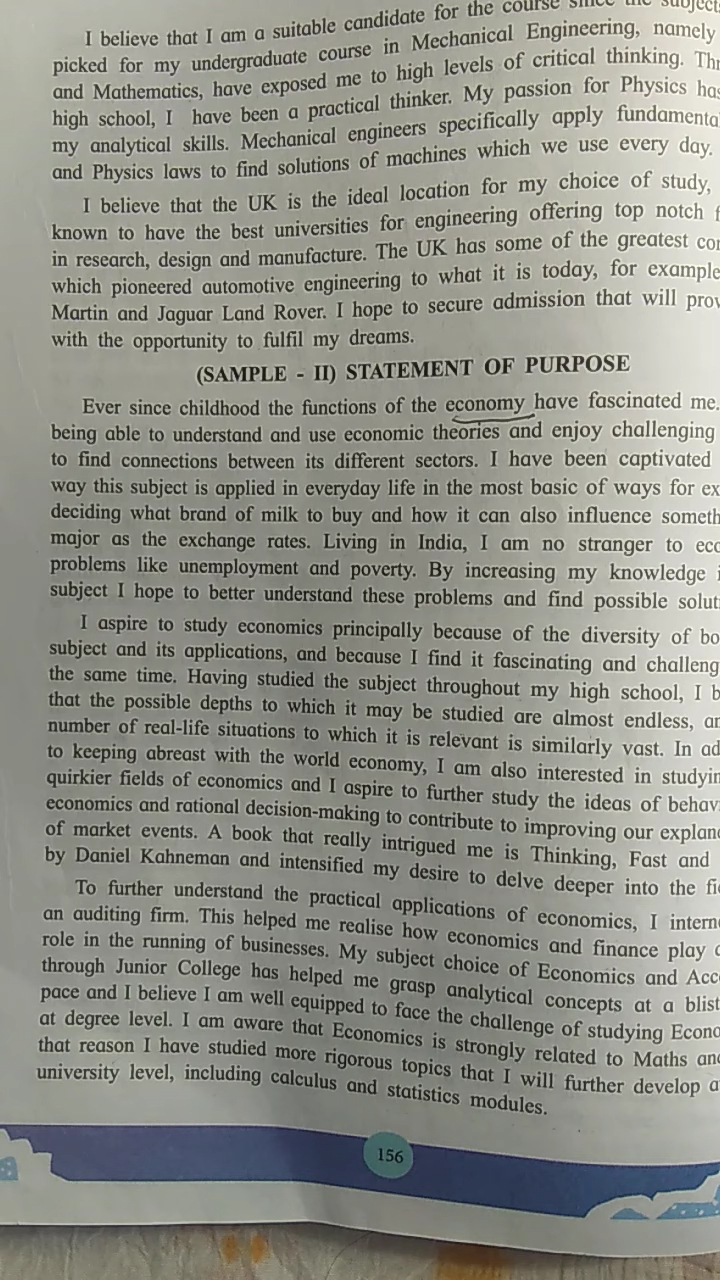 I believe that I am a suitable candidate for the course since the subject
picked for my undergraduate course in Mechanical Engineering, namely
and Mathematics, have exposed me to high levels of critical thinking.
high school, I have been a practical thinker. My passion for Physics
my analytical skills. Mechanical engineers specifically apply
and Physics laws to find solutions of machines which we use every day.
I believe that the UK is the ideal location for my choice of study,
known to have the best universities for engineering offering top notch
in research, design and manufacture. The UK has some of the greatest
which pioneered automotive engineering to what it is today, for example
Martin and Jaguar Land Rover. I hope to secure admission that will
with the opportunity to fulfil my dreams.
(SAMPLE - II) STATEMENT OF PURPOSE
Ever since childhood the functions of the economy have fascinated me.
being able to understand and use economic theories and enjoy challenging
to find connections between its different sectors. I have been captivated
way this subject is applied in everyday life in the most basic of ways for
deciding what brand of milk to buy and how it can also influence
major as the exchange rates. Living in India, I am no stranger to
problems like unemployment and poverty. By increasing my knowledge
subject I hope to better understand these problems and find possible
I aspire to study economics principally because of the diversity of
subject and its applications, and because I find it fascinating and
the same time. Having studied the subject throughout my high school, I
that the possible depths to which it may be studied are almost endless,
number of real-life situations to which it is relevant is similarly vast. In
to keeping abreast with the world economy, I am also interested in
quirkier fields of economics and I aspire to further study the ideas of
economics and rational decision-making to contribute to improving our
of market events. A book that really intrigued me is Thinking, Fast and
by Daniel Kahneman and intensified my desire to delve deeper into the
To further understand the practical applications of economics, I
an auditing firm. This helped me realise how economics and finance play
role in the running of businesses. My subject choice of Economics and
through Junior College has helped me grasp analytical concepts at a
pace and I believe I am well equipped to face the challenge of studying
at degree level. I am aware that Economics is strongly related to Maths
that reason I have studied more rigorous topics that I will further develop
university level, including calculus and statistics modules.
156